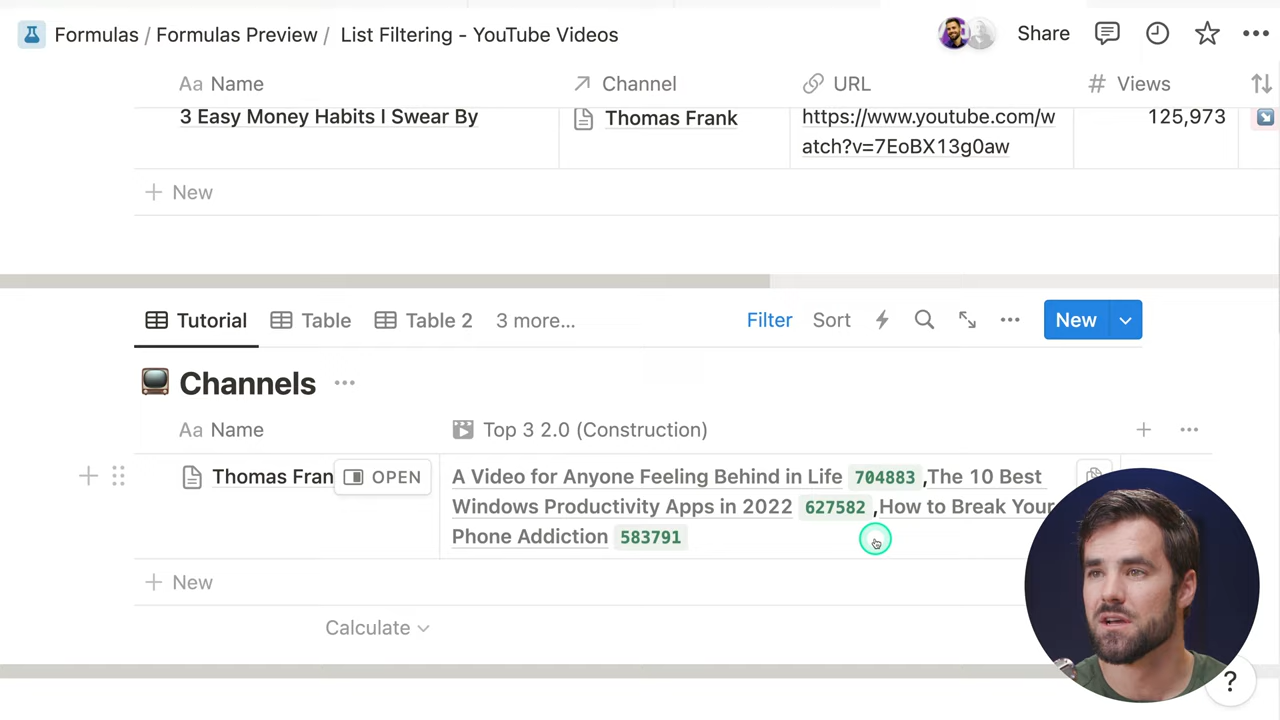 Formulas / Formulas Preview / List Filtering - YouTube Videos
Share
Aa Name
Channel
URL
# Views
3 Easy Money Habits I Swear By
Thomas Frank
https://www.youtube.com/w
atch?v=7EoBX13g0aw
125,973
+ New
Tutorial
Table
Table 2
3 more...
Filter
Sort
New
Channels
Aa Name
Top 3 2.0 (Construction)
Thomas Fran
OPEN
A Video for Anyone Feeling Behind in Life 704883 ,The 10 Best
Windows Productivity Apps in 2022 627582 ,How to Break Your
Phone Addiction 583791
+ New
Calculate
?